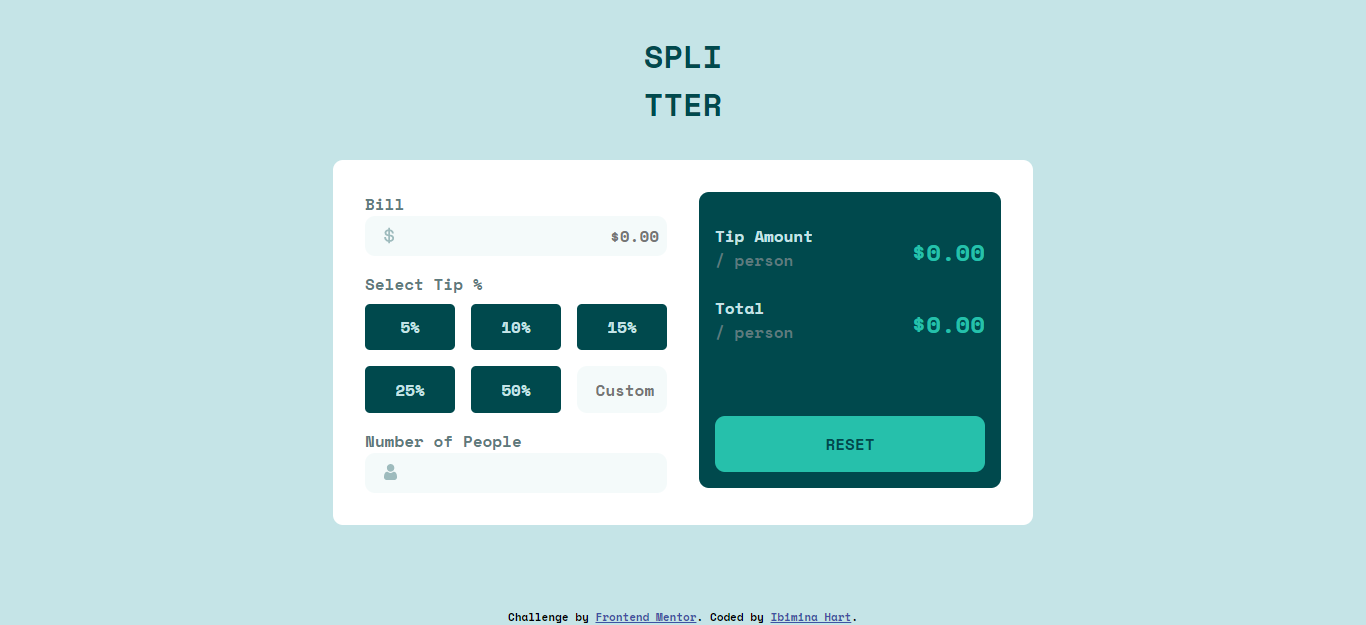 SPLI
TTER
Bill
$ $0.00
Select Tip %
5% 10% 15%
25% 50% Custom
Number of People
Tip Amount
/ person
$0.00
Total
/ person
$0.00
RESET
Challenge by Frontend Mentor. Coded by Ibimina Hart.